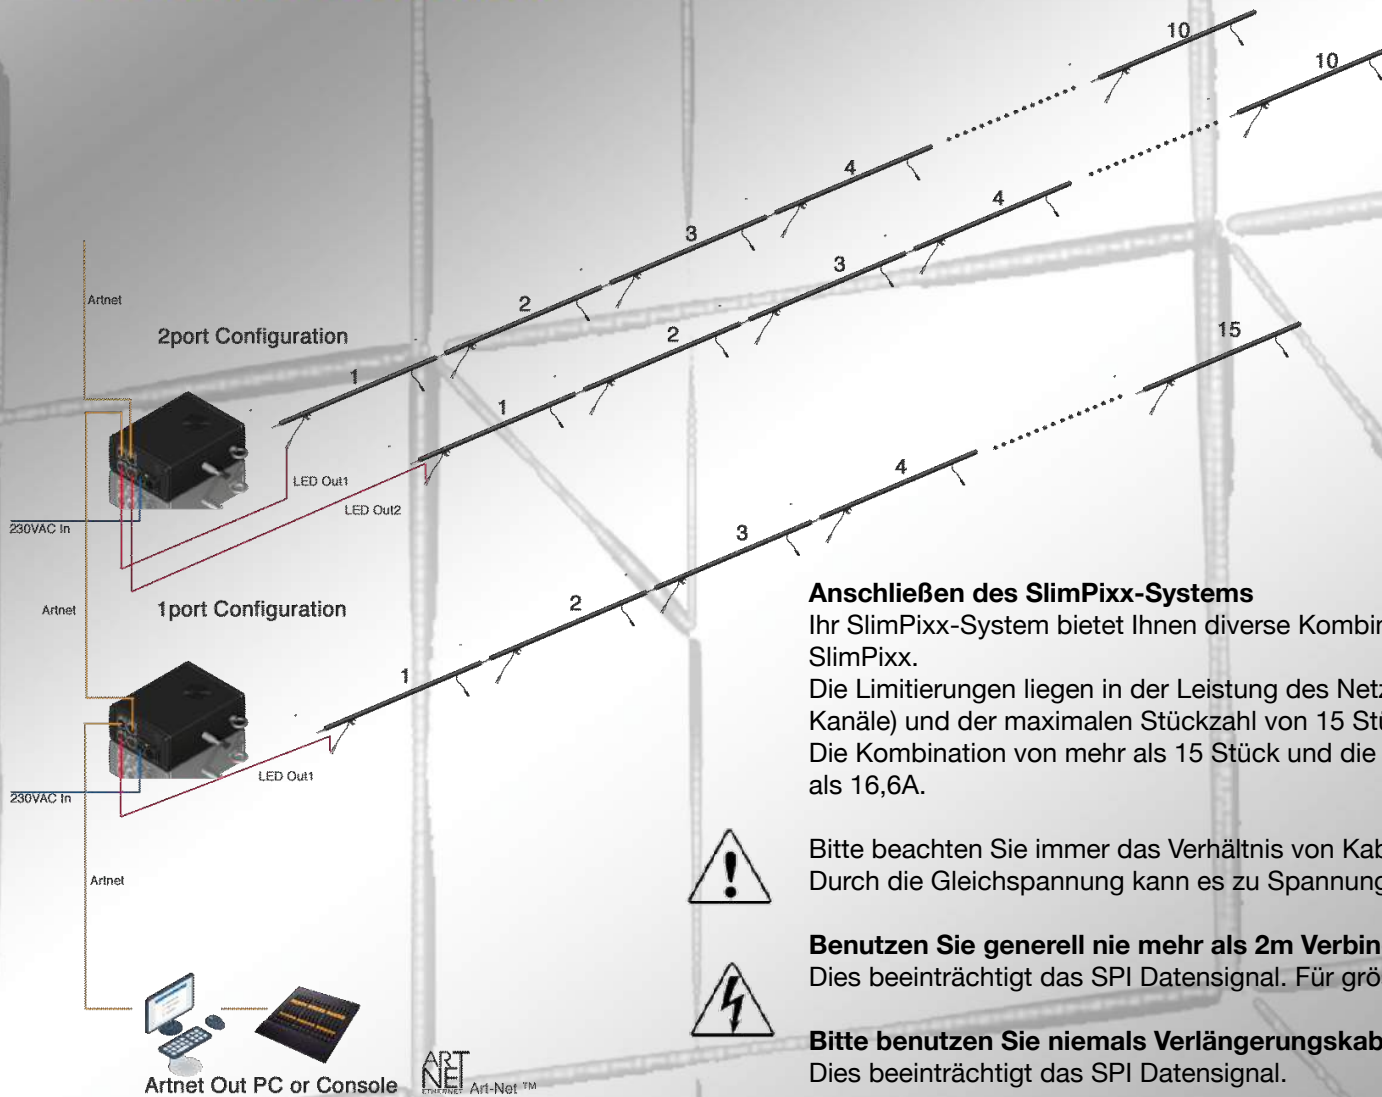 10
10
4
4
3
3
2
2
15
Artnet
2port Configuration
1
1
4
LED Out1
LED Out2
230VAC In
3
Artnet
1port Configuration
2
1
LED Out1
230VAC In
Artnet
Artnet Out PC or Console
ART
NET
ETHERNET
Art-Net ™
Anschließen des SlimPixx-Systems
Ihr SlimPixx-System bietet Ihnen diverse Kombin
SlimPixx.
Die Limitierungen liegen in der Leistung des Netz
Kanäle) und der maximalen Stückzahl von 15 Stü
Die Kombination von mehr als 15 Stück und die
als 16,6A.
Bitte beachten Sie immer das Verhältnis von Kab
Durch die Gleichspannung kann es zu Spannung
Benutzen Sie generell nie mehr als 2m Verbin
Dies beeinträchtigt das SPI Datensignal. Für grö
Bitte benutzen Sie niemals Verlängerungskab
Dies beeinträchtigt das SPI Datensignal.